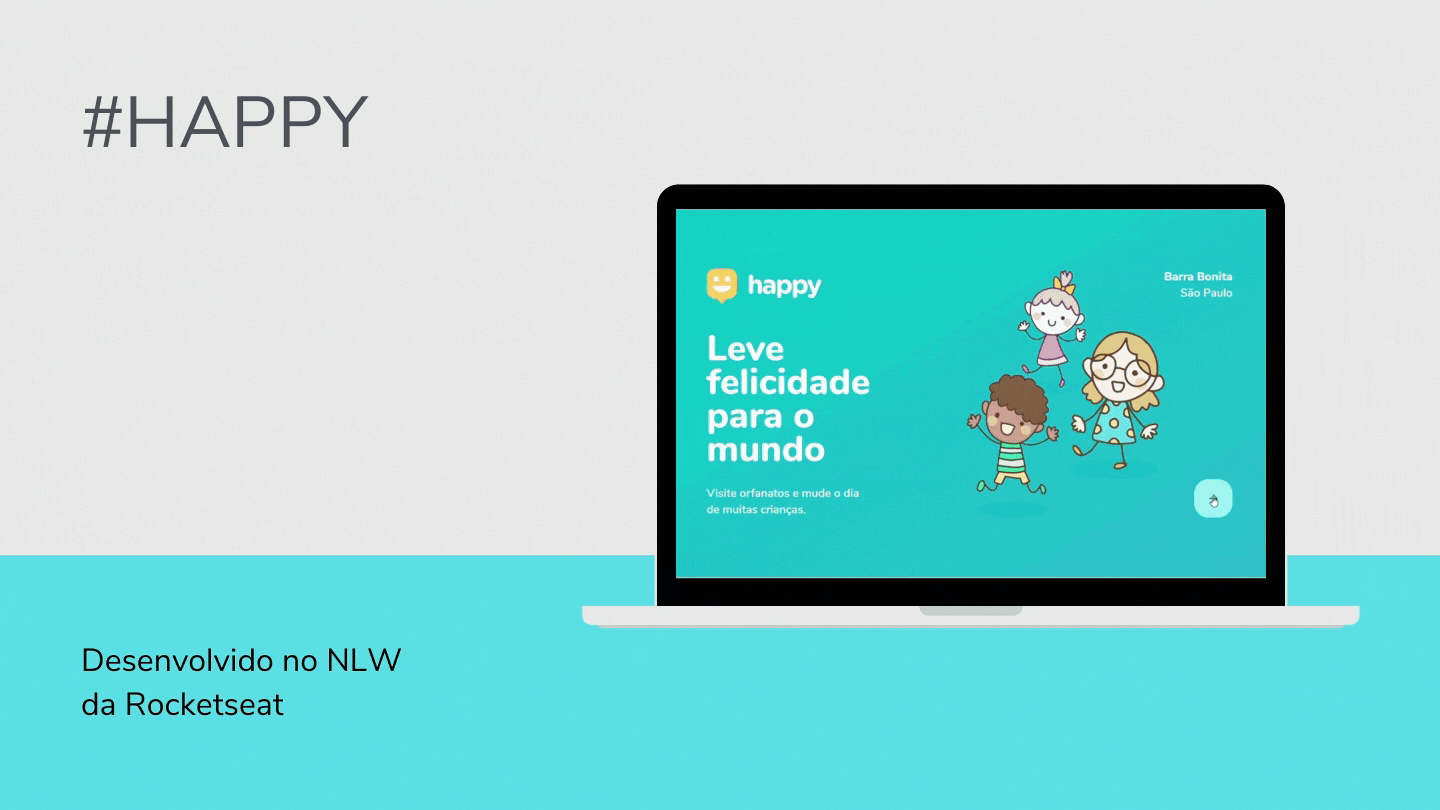 #HAPPY
happy
Barra Bonita
São Paulo
Leve
felicidade
para o
mundo
Visite orfanatos e mude o dia
de muitas crianças.
Desenvolvido no NLW
da Rocketseat